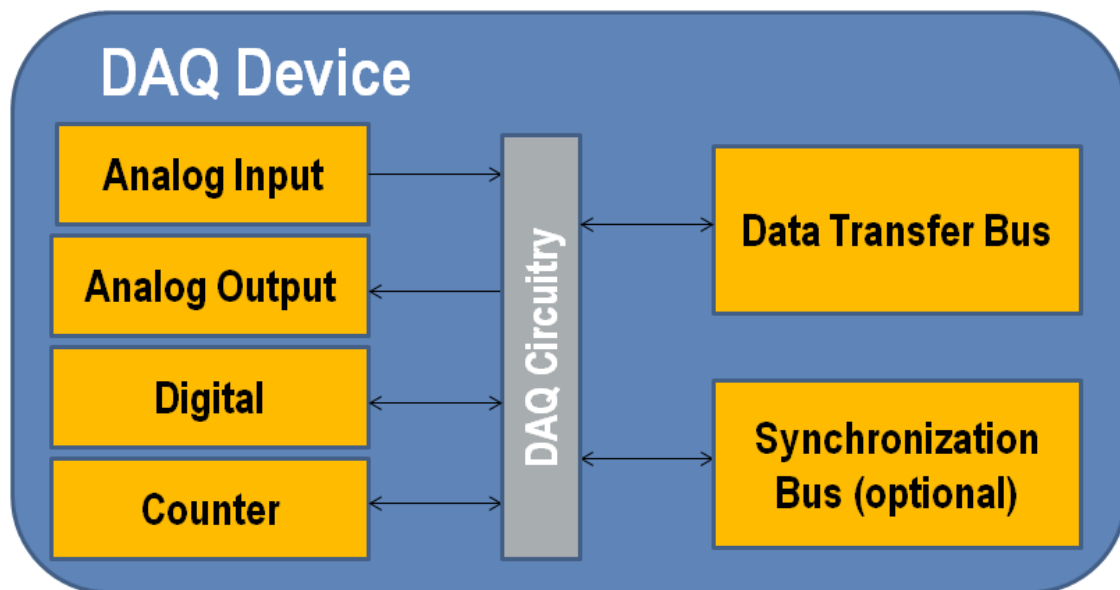 DAQ Device
Analog Input
Analog Output
Digital
Counter
DAQ Circuitry
Data Transfer Bus
Synchronization
Bus (optional)